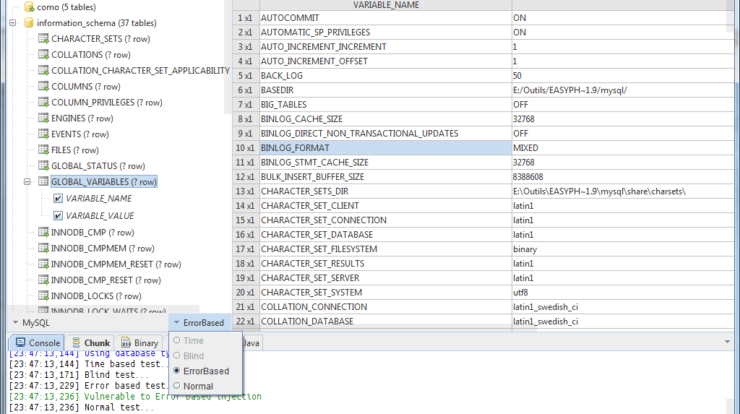 como (5 tables)
information_schema (37 tables)
CHARACTER_SETS (? row)
COLLATIONS (? row)
COLLATION_CHARACTER_SET_APPLICABILITY
COLUMNS (? row)
COLUMN_PRIVILEGES (? row)
ENGINES (? row)
EVENTS (? row)
FILES (? row)
GLOBAL_STATUS (? row)
GLOBAL_VARIABLES (? row)
VARIABLE_NAME
VARIABLE_VALUE
INNODB_CMP (? row)
INNODB_CMPMEM (? row)
INNODB_CMPMEM_RESET (? row)
INNODB_CMP_RESET (? row)
INNODB_LOCKS (? row)
INNODB_LOCK_WAITS (? row)
VARIABLE_NAME
1 x1 AUTOCOMMIT ON
2 x1 AUTOMATIC_SP_PRIVILEGES ON
3 x1 AUTO_INCREMENT_INCREMENT 1
4 x1 AUTO_INCREMENT_OFFSET 1
5 x1 BACK_LOG 50
6 x1 BASEDIR E:/Outils/EASYPH~1.9/mysql/
7 x1 BIG_TABLES OFF
8 x1 BINLOG_CACHE_SIZE 32768
9 x1 BINLOG_DIRECT_NON_TRANSACTIONAL_UPDATES OFF
10 x1 BINLOG_FORMAT MIXED
11 x1 BINLOG_STMT_CACHE_SIZE 32768
12 x1 BULK_INSERT_BUFFER_SIZE 8388608
13 x1 CHARACTER_SETS_DIR E:\Outils\EASYPH~1.9\mysql\share\charsets\
14 x1 CHARACTER_SET_CLIENT latin1
15 x1 CHARACTER_SET_CONNECTION latin1
16 x1 CHARACTER_SET_DATABASE latin1
17 x1 CHARACTER_SET_FILESYSTEM binary
18 x1 CHARACTER_SET_RESULTS latin1
19 x1 CHARACTER_SET_SERVER latin1
20 x1 CHARACTER_SET_SYSTEM utf8
21 x1 COLLATION_CONNECTION latin1_swedish_ci
22 x1 COLLATION_DATABASE latin1_swedish_ci
MySQL ErrorBased
Time
Blind
ErrorBased
Normal
Console Chunk Binary Java
[23:47:13,144] Using database ty
[23:47:13,144] Time based test...
[23:47:13,171] Blind test...
[23:47:13,229] Error based test..
[23:47:13,236] Vulnerable to Error based injection
[23:47:13,236] Normal test...